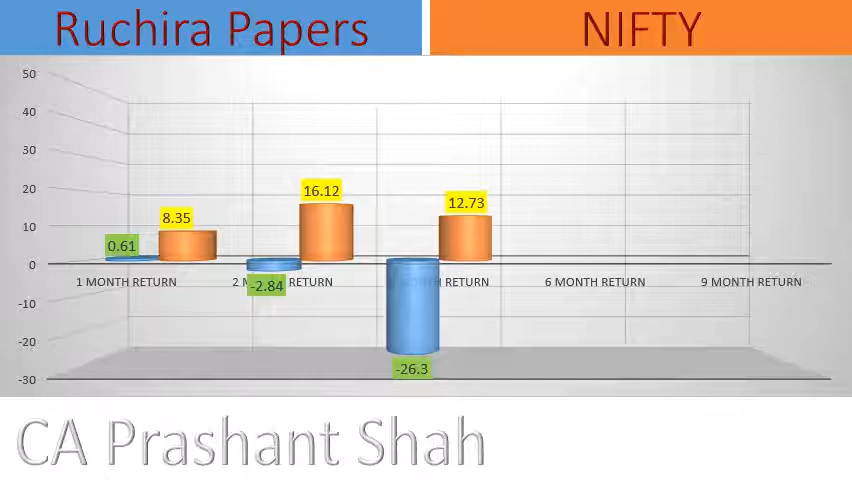 Ruchira Papers NIFTY
50
40
30
20
10
0
-10
-20
-30
0.61
8.35
-2.84
16.12
-26.3
12.73
1 MONTH RETURN
RETURN
RETURN
6 MONTH RETURN
9 MONTH RETURN
CA Prashant Shah